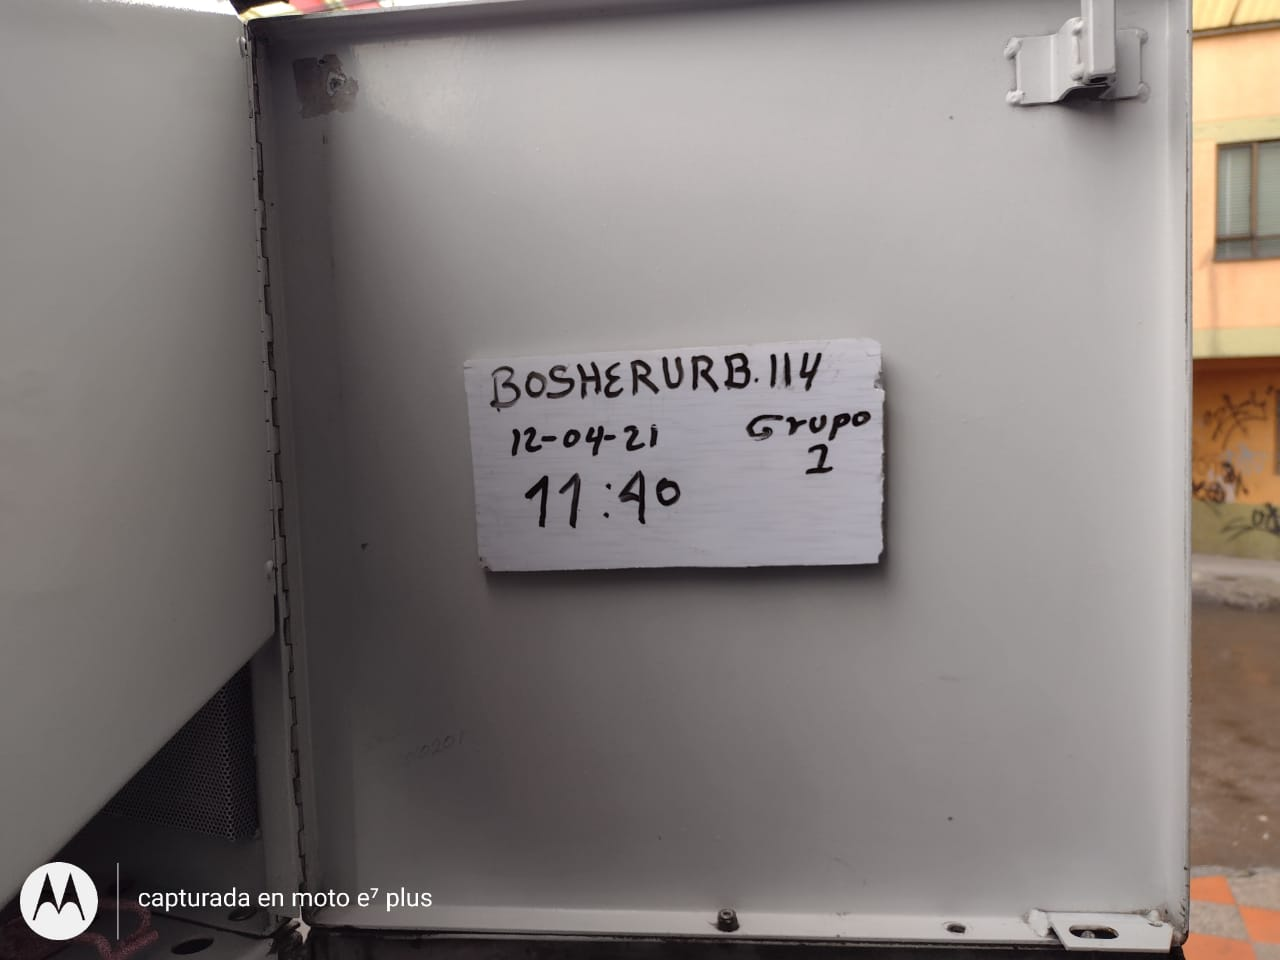 BOSHERURB.114
12-04-21 Grupo
1
11:40
capturada en moto e⁷ plus